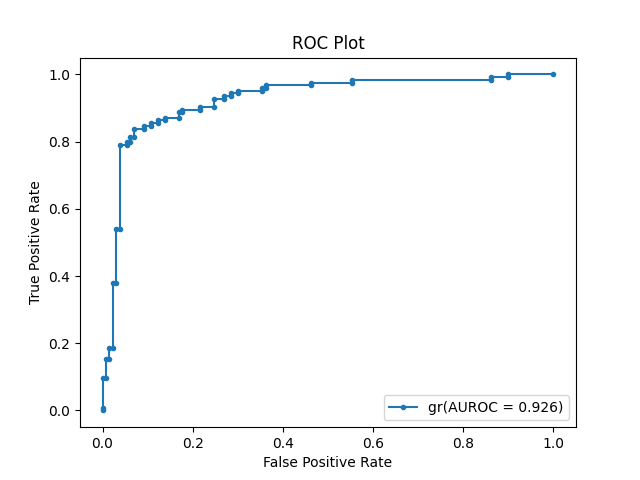 ROC Plot
1.0
0.8
0.6
0.4
0.2
0.0
True Positive Rate
gr(AUROC = 0.926)
0.0 0.2 0.4 0.6 0.8 1.0
False Positive Rate